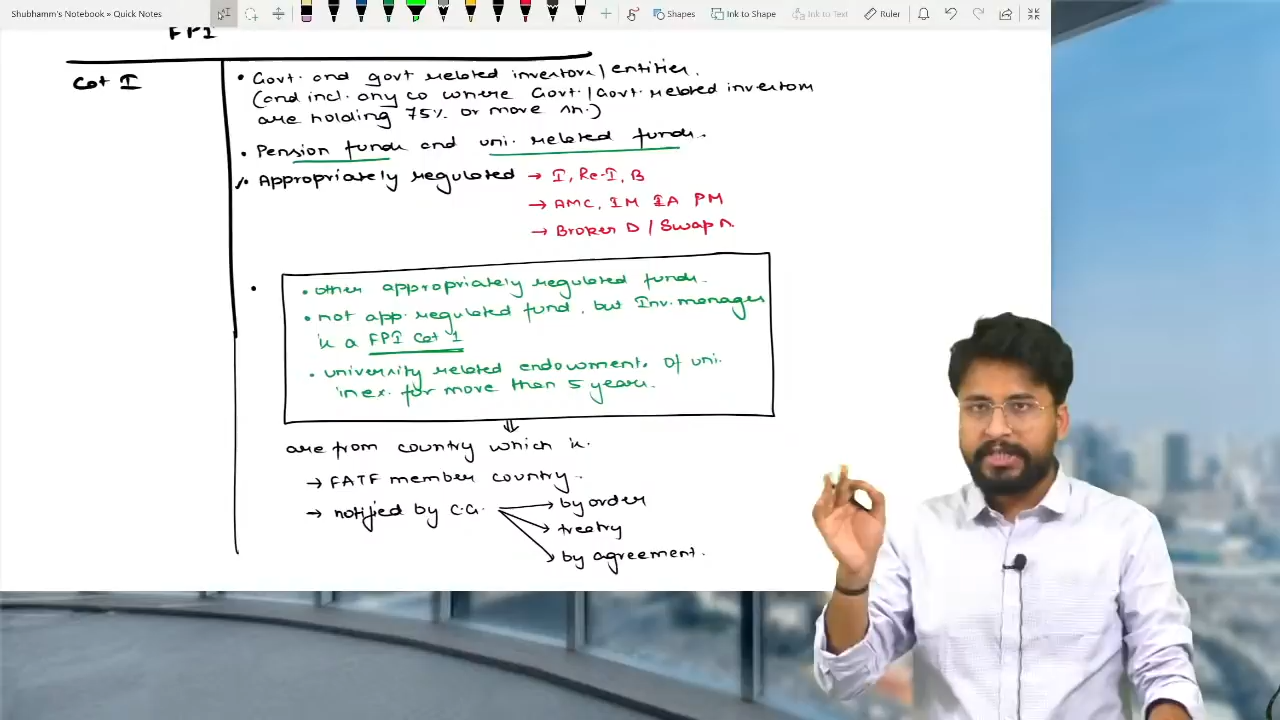 Shubhamm's Notebook » Quick Notes
Shapes
Ink to Shape
Ink to Text
Ruler
FPI
Cat I
• Govt. and govt related investors/entities.
(and incl. any co where Govt./Govt. related investors
are holding 75% or more sh.)
• Pension funds and uni. related funds.
• Appropriately regulated → I, Re-I, B
→ AMC, IM IA PM
→ Broker D / Swap
• other appropriately regulated funds.
• not app. regulated fund, but Inv. manager
is a FPI Cat 1
• university related endowments of uni.
in ex. for more than 5 years.
are from country which is.
→ FATF member country.
→ notified by C.G. → by order
→ treaty
→ by agreement.